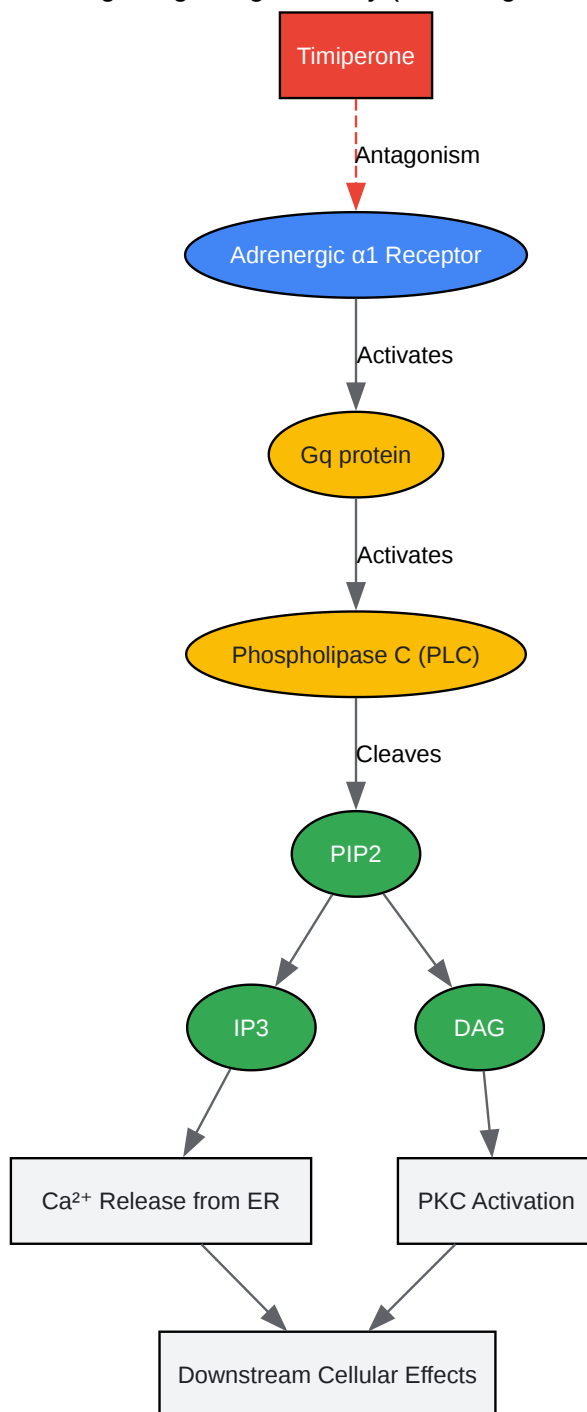 Timiperone
Antagonism
Adrenergic α1 Receptor
Activates
Gq protein
Activates
Phospholipase C (PLC)
Cleaves
PIP2
IP3
DAG
Ca²⁺ Release from ER
PKC Activation
Downstream Cellular Effects